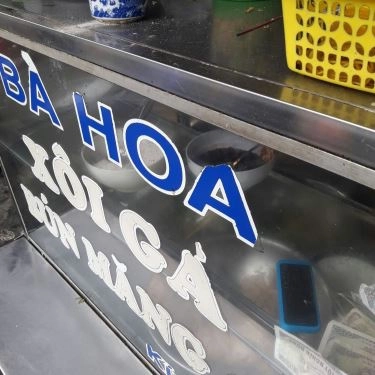 BÀ HOA
XÔI GÀ
BÚN MĂNG